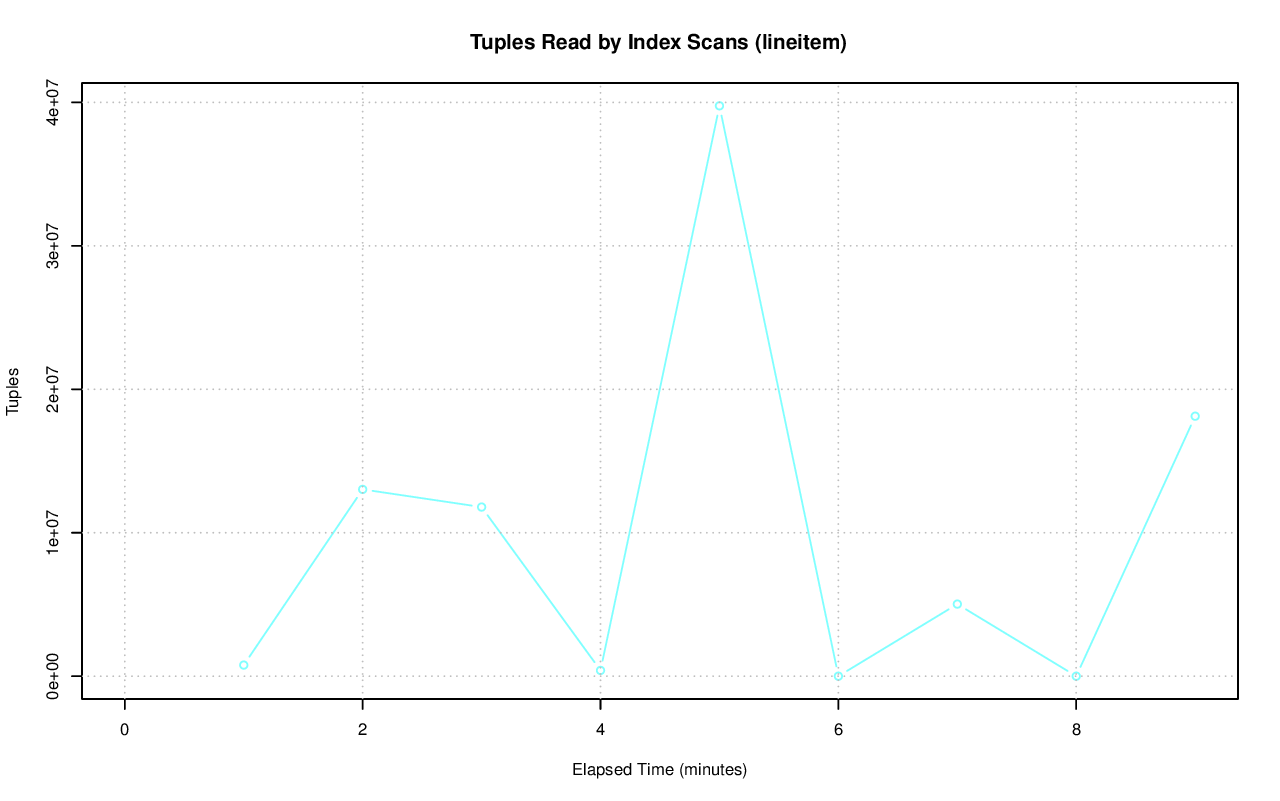 Tuples Read by Index Scans (lineitem)
4e+07
3e+07
2e+07
1e+07
0e+00
Tuples
0 2 4 6 8
Elapsed Time (minutes)